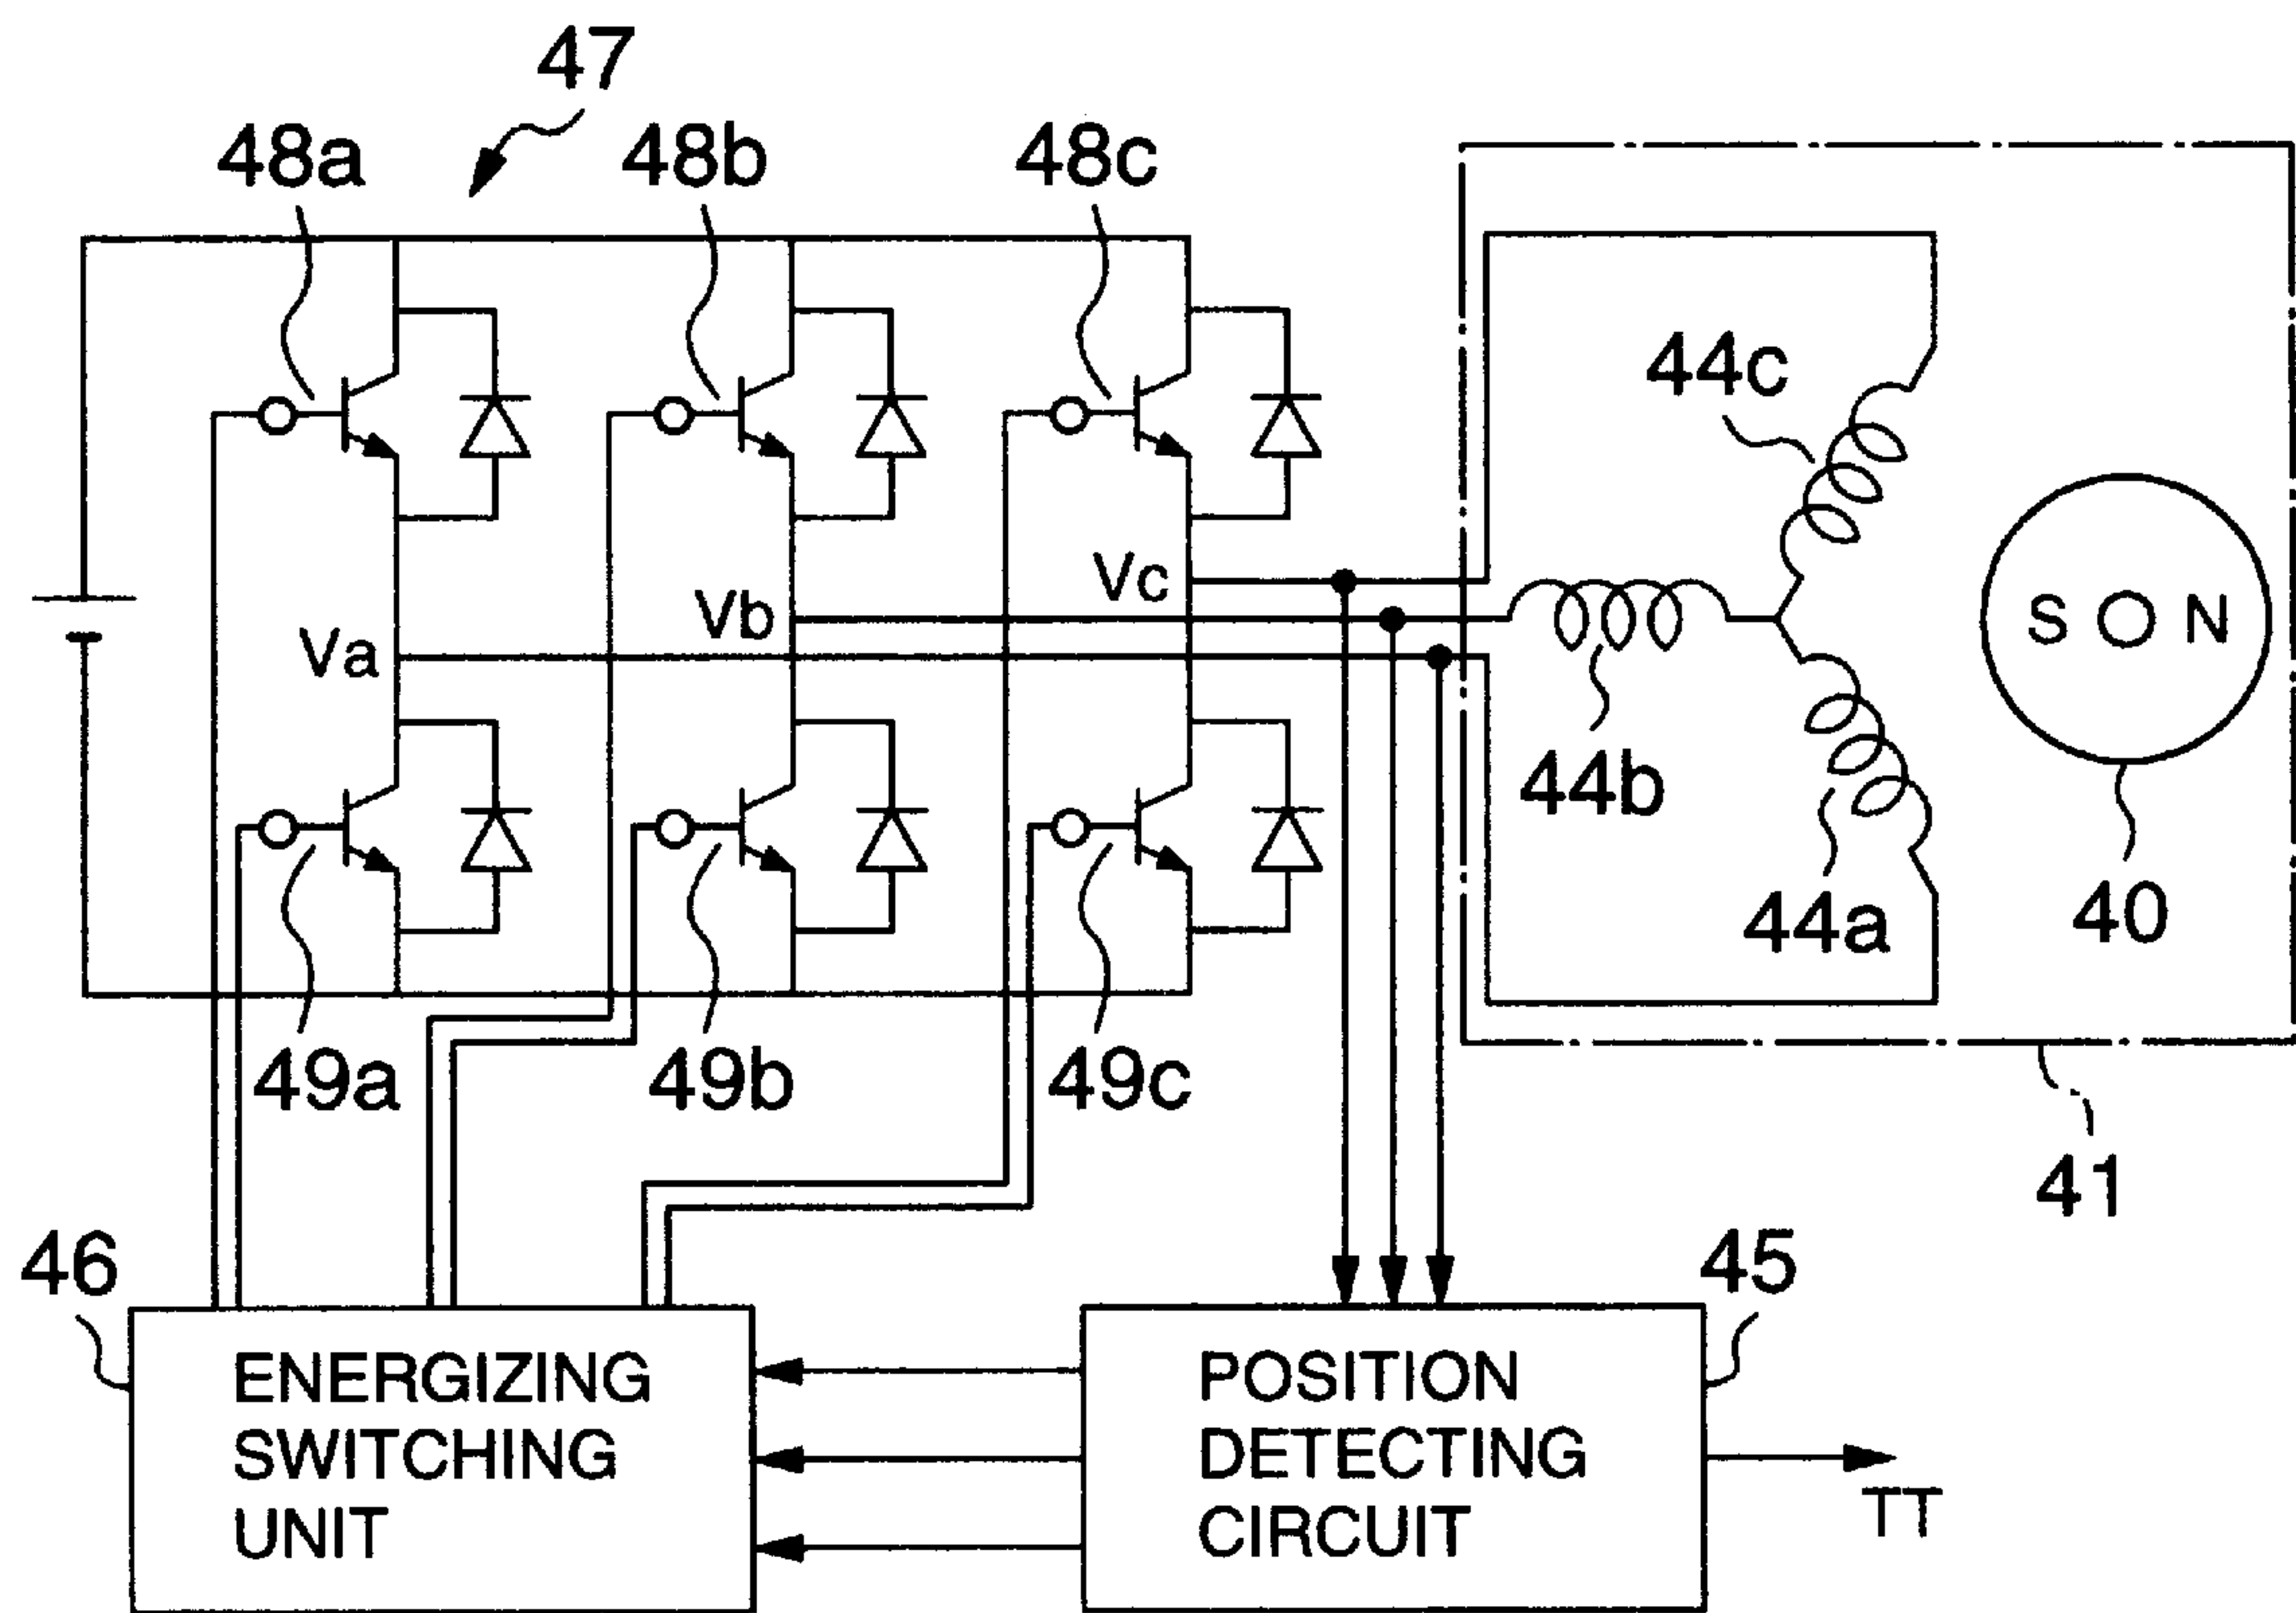 47
48a
48b
48c
44c
Va
Vb
Vc
S
N
44b
44a
40
49a
49b
49c
41
46
45
ENERGIZING
SWITCHING
UNIT
POSITION
DETECTING
CIRCUIT
TT